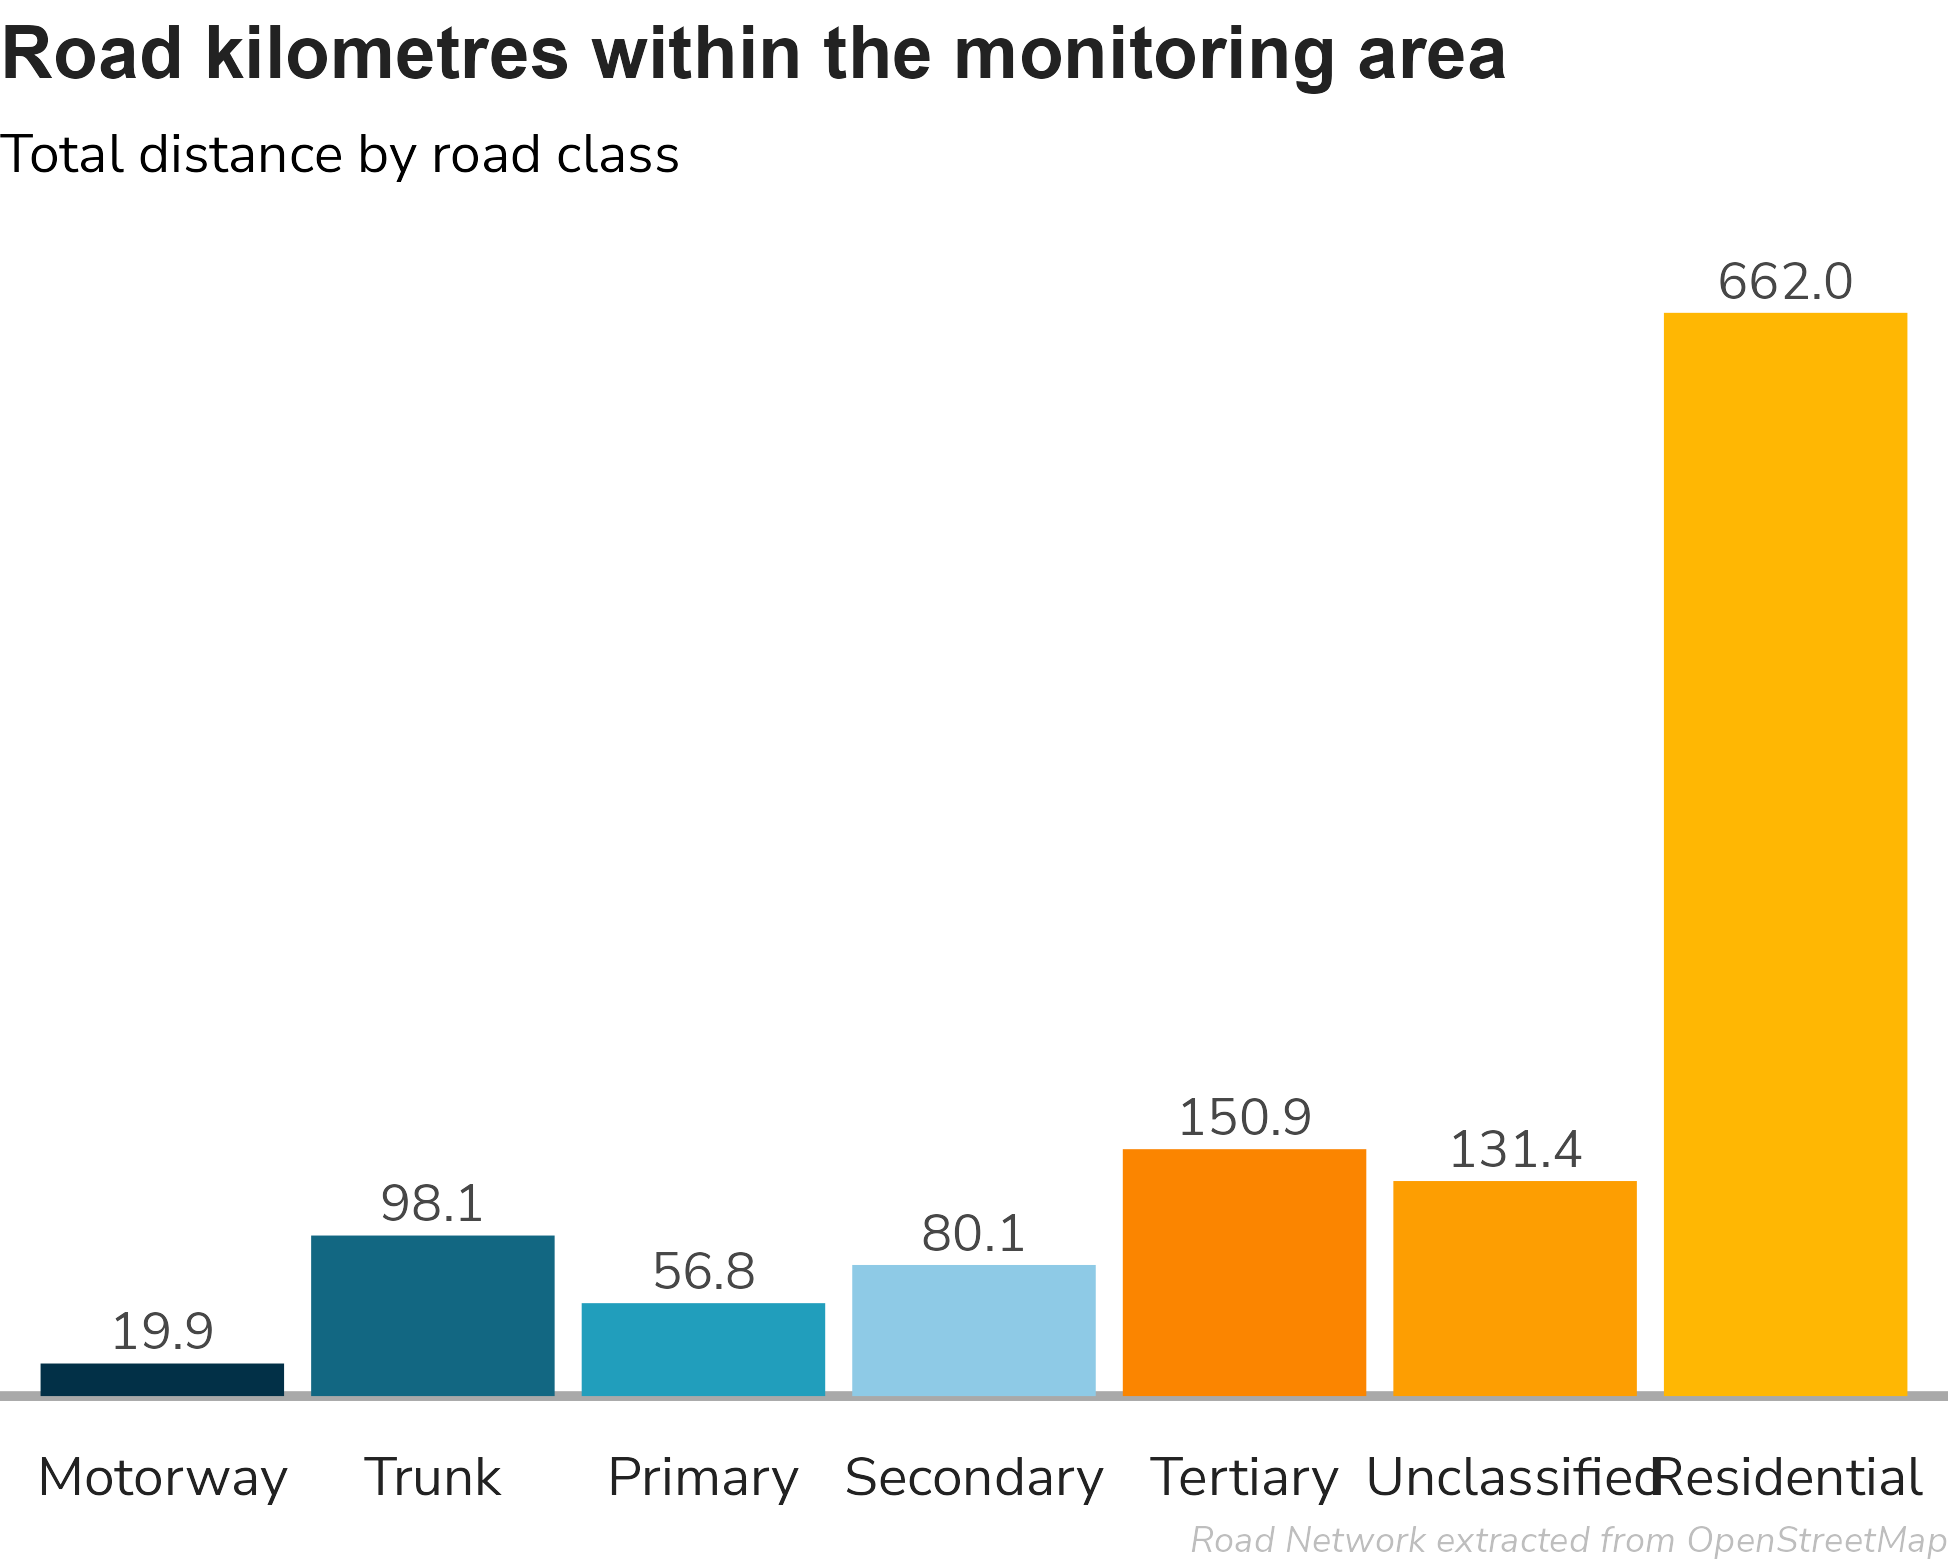 Road kilometres within the monitoring area
Total distance by road class
662.0
150.9
131.4
98.1
80.1
56.8
19.9
Motorway Trunk Primary Secondary Tertiary Unclassified Residential
Road Network extracted from OpenStreetMap